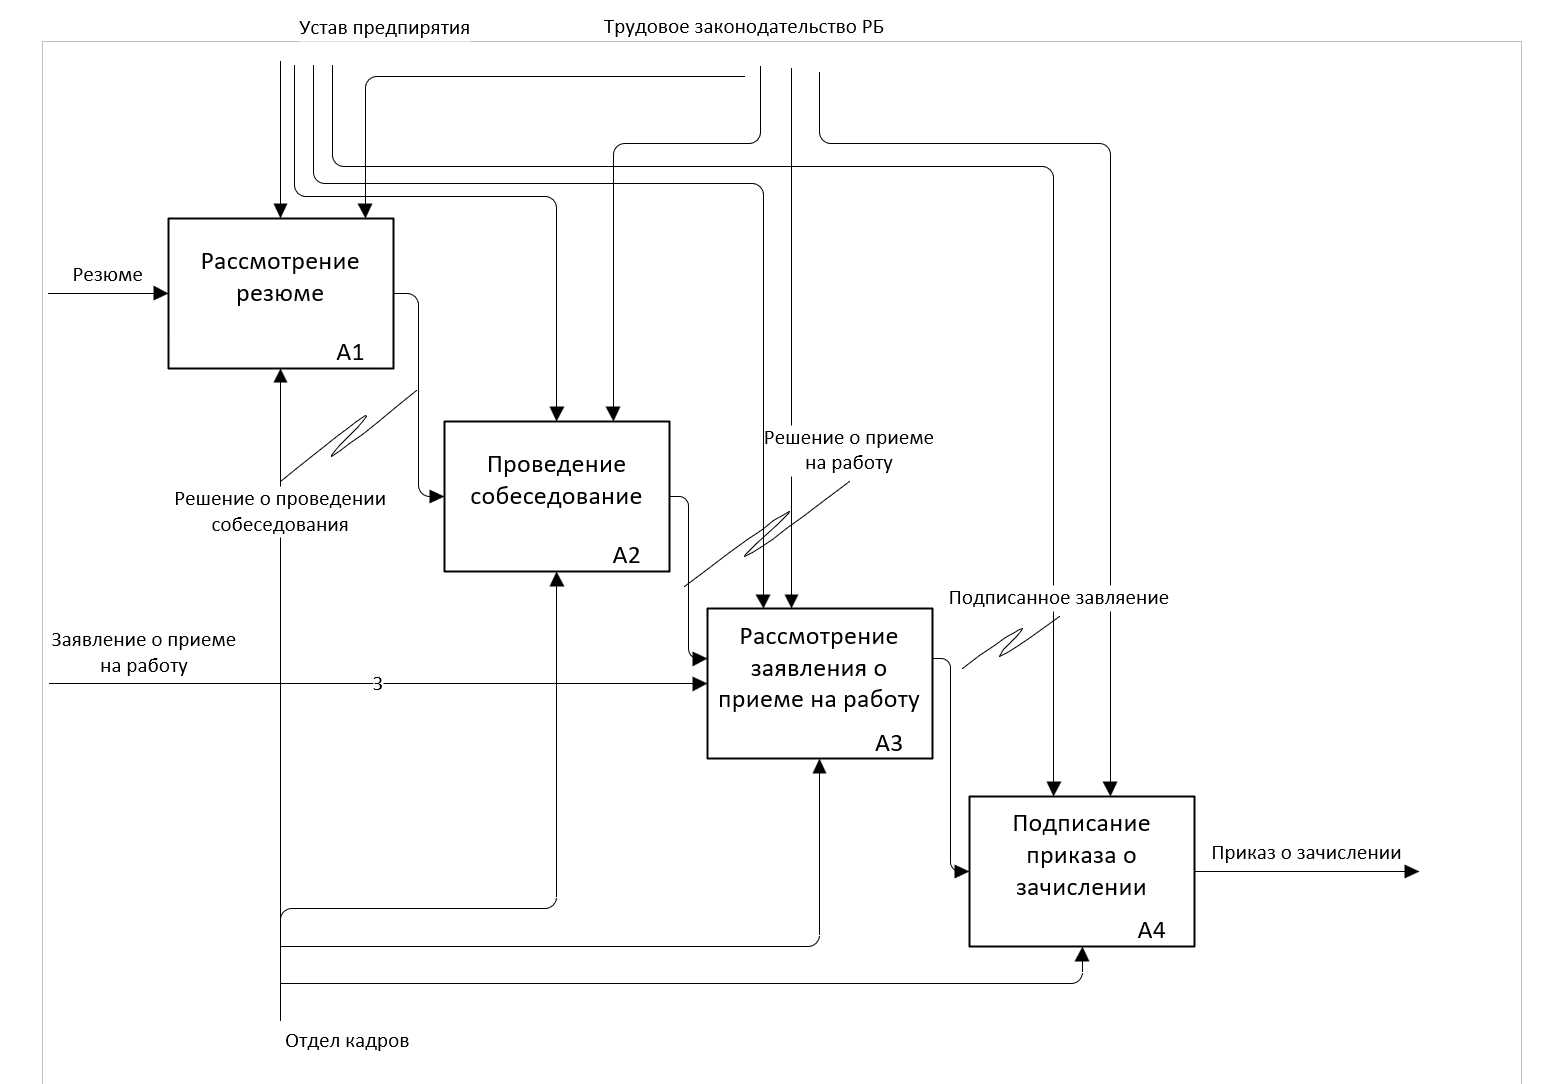 Устав предпирятия
Трудовое законодательство РБ
Резюме
Рассмотрение
резюме
А1
Решение о проведении
собеседования
Проведение
собеседование
А2
Решение о приеме
на работу
Заявление о приеме
на работу
3
Рассмотрение
заявления о
приеме на работу
А3
Подписанное завляение
Подписание
приказа о
зачислении
А4
Приказ о зачислении
Отдел кадров